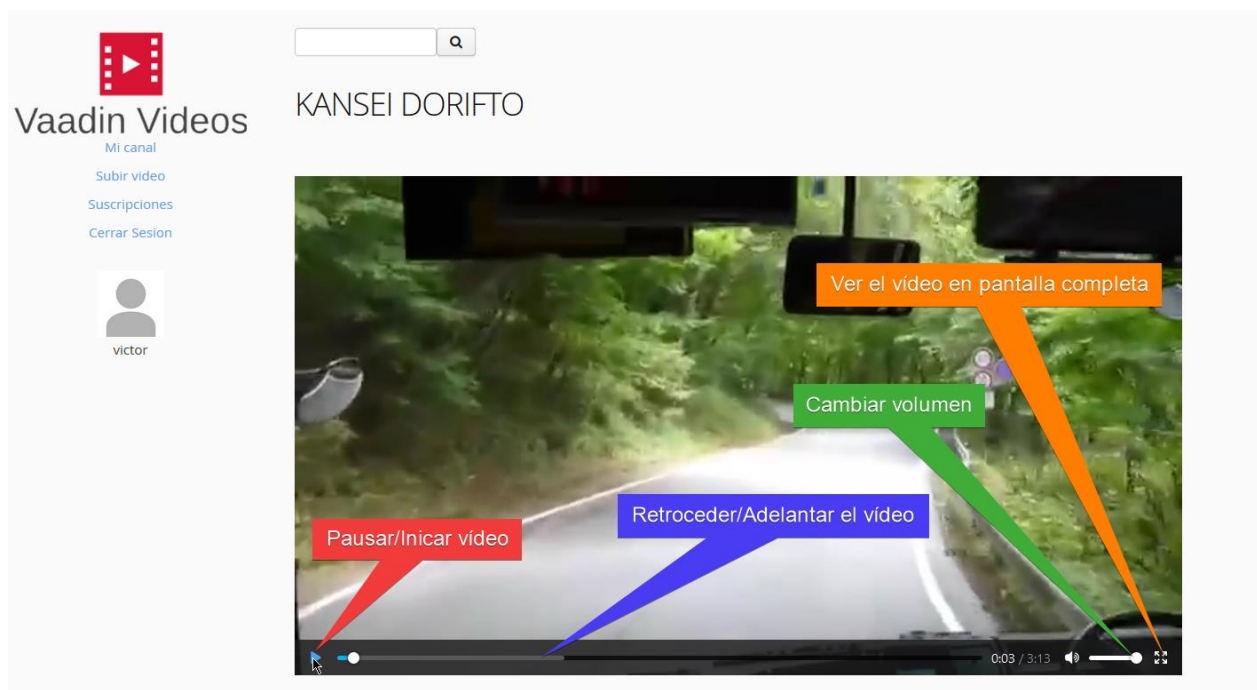 Vaadin Videos
Mi canal
Subir video
Suscripciones
Cerrar Sesion
victor
KANSEI DORIFTO
Ver el vídeo en pantalla completa
Cambiar volumen
Retroceder/Adelantar el vídeo
Pausar/Inicar vídeo
0:03 / 3:13